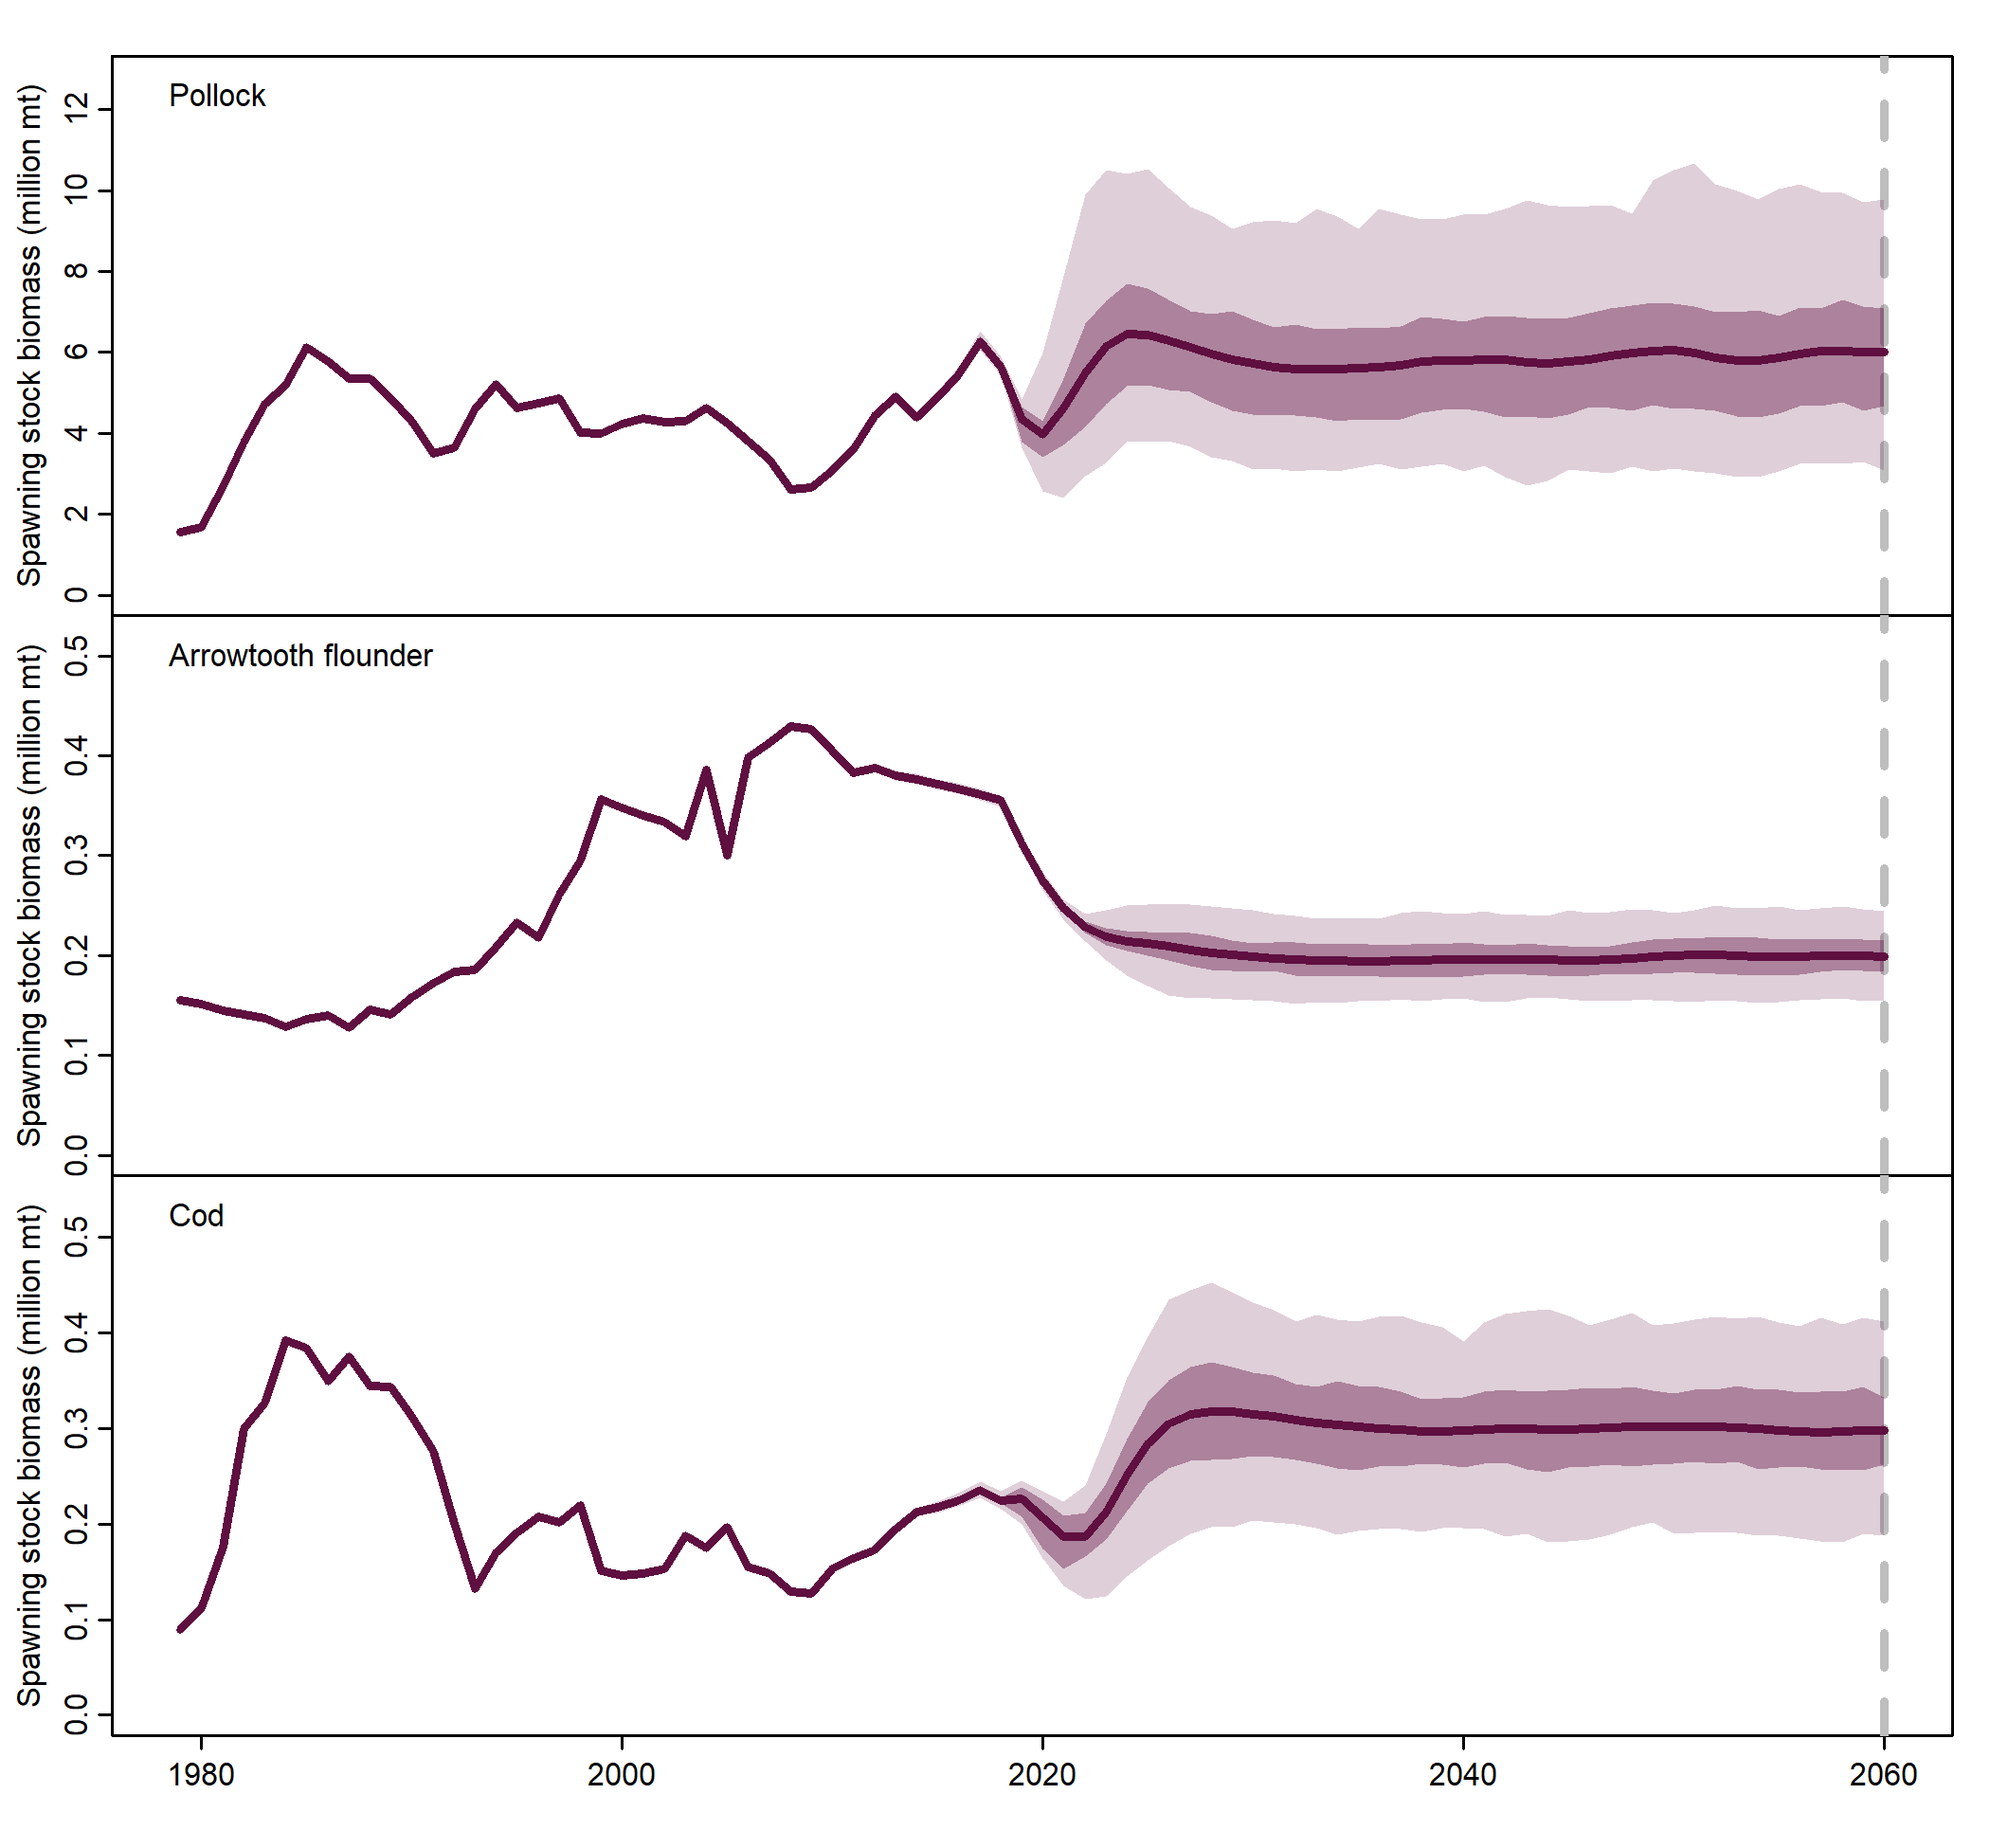 Pollock
Spawning stock biomass (million mt)
12
10
8
6
4
2
0
Arrowtooth flounder
Spawning stock biomass (million mt)
0.5
0.4
0.3
0.2
0.1
0.0
Cod
Spawning stock biomass (million mt)
0.5
0.4
0.3
0.2
0.1
0.0
1980 2000 2020 2040 2060